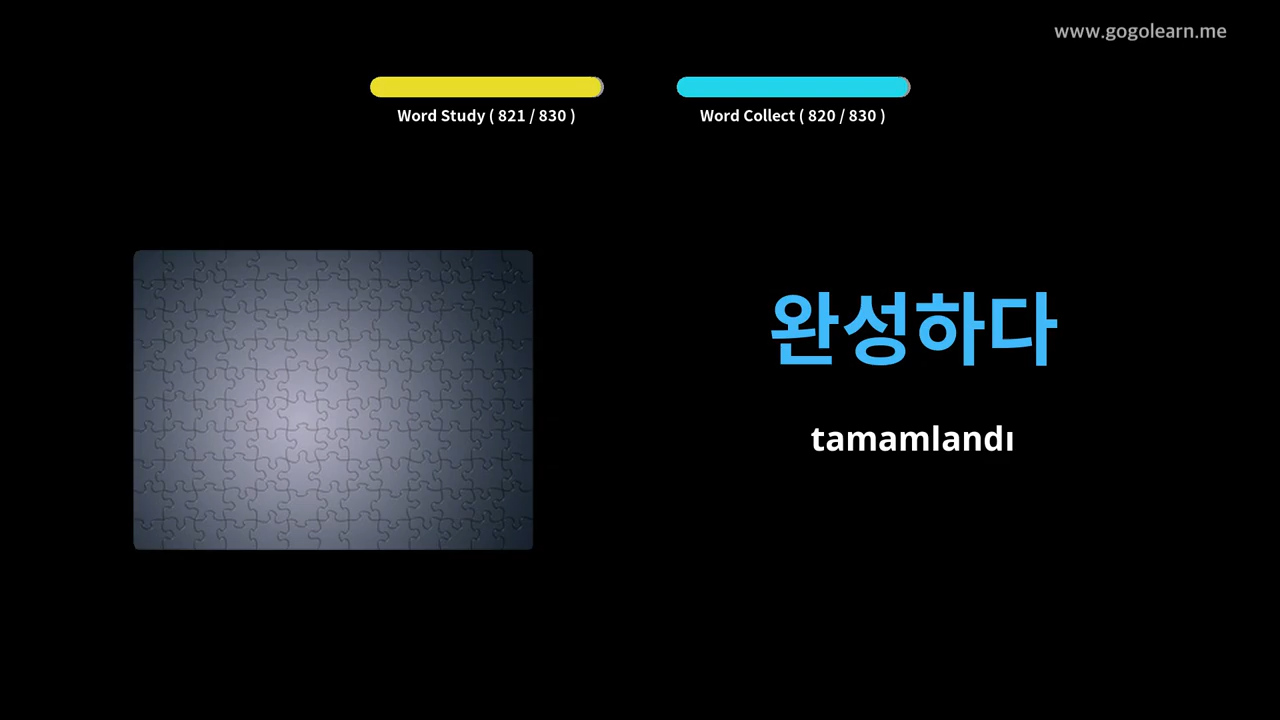 www.gogolearn.me
Word Study ( 821 / 830 )
Word Collect ( 820 / 830 )
완성하다
tamamlandı